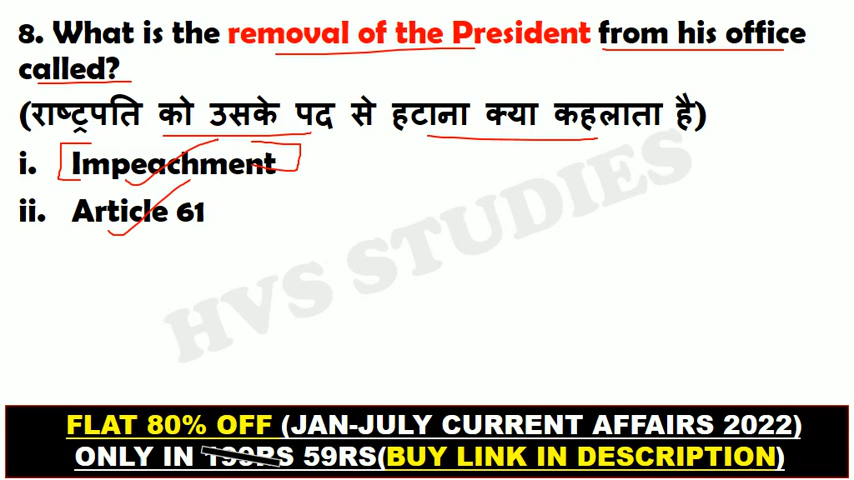 8. What is the removal of the President from his office
called?
(राष्ट्रपति को उसके पद से हटाना क्या कहलाता है)
i. Impeachment
ii. Article 61
HVS STUDIES
FLAT 80% OFF (JAN-JULY CURRENT AFFAIRS 2022)
ONLY IN 199RS 59RS(BUY LINK IN DESCRIPTION)